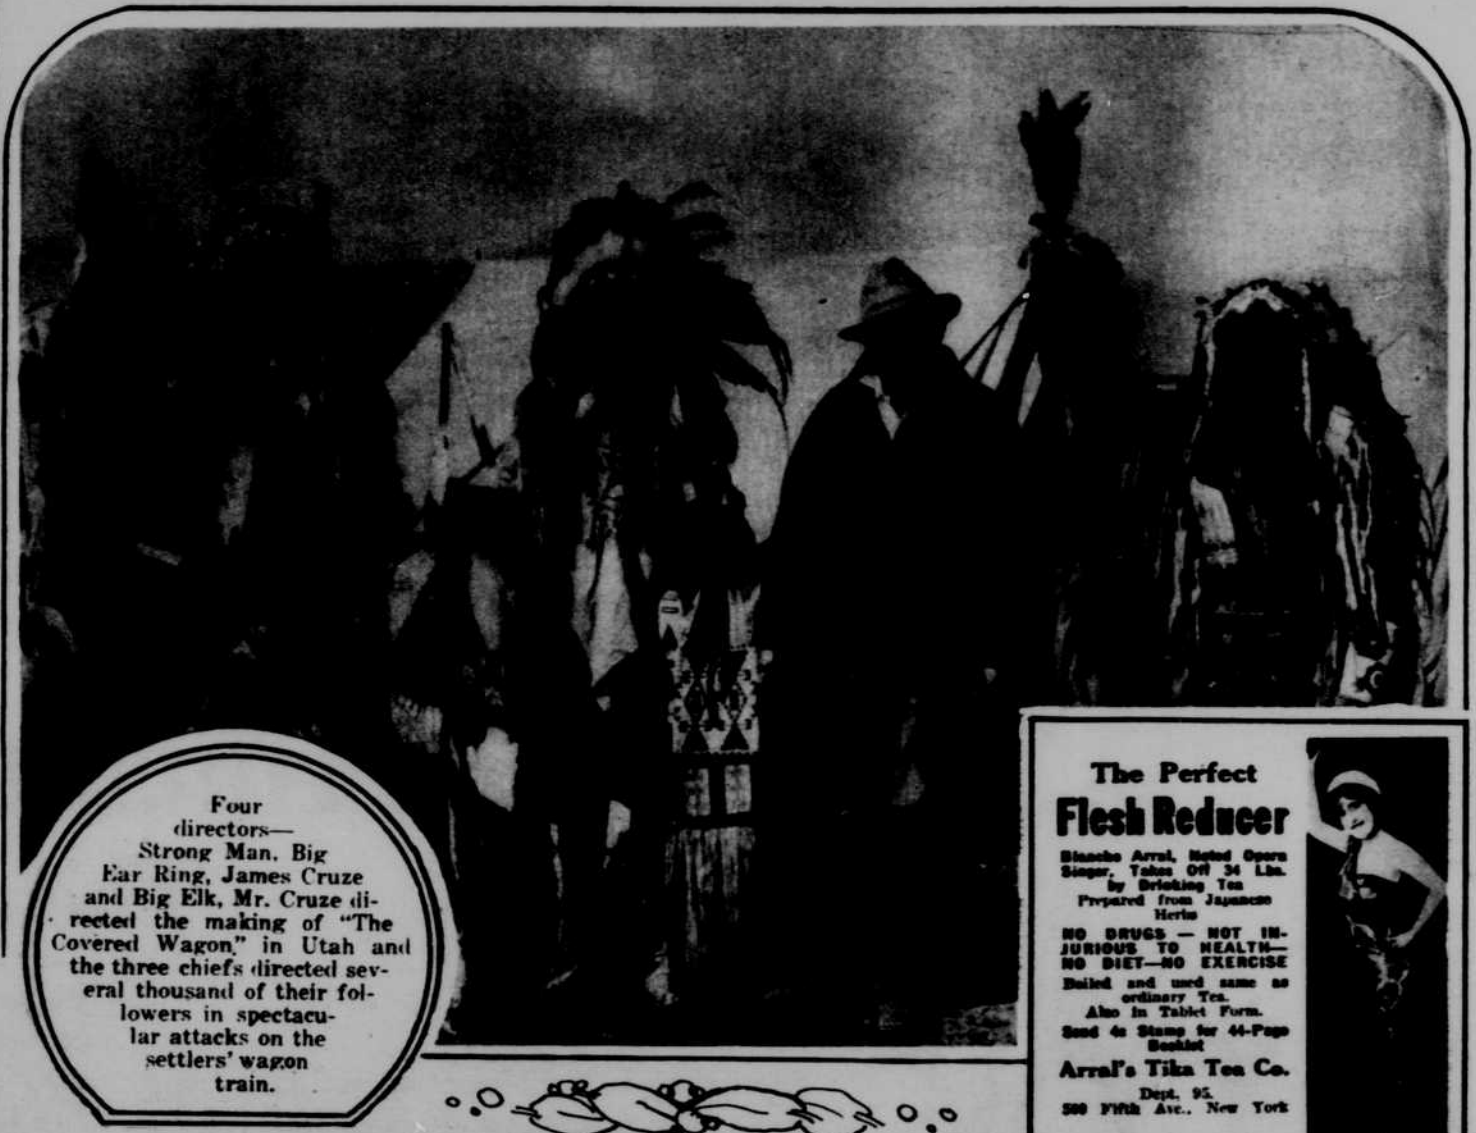 Four
directors—
Strong Man, Big
Ear Ring, James Cruze
and Big Elk, Mr. Cruze di-
rected the making of "The
Covered Wagon," in Utah and
the three chiefs directed sev-
eral thousand of their fol-
lowers in spectacu-
lar attacks on the
settlers' wagon
train.
The Perfect
Flesh Reducer
Blanche Arral, Noted Opera
Singer, Takes Off 34 Lbs.
by Drinking Tea
Prepared from Japanese
Herbs
NO DRUGS — NOT IN-
JURIOUS TO HEALTH—
NO DIET—NO EXERCISE
Boiled and used same as
ordinary Tea.
Also in Tablet Form.
Send 4c Stamp for 44-Page
Booklet
Arral's Tika Tea Co.
Dept. 95.
500 Fifth Ave., New York